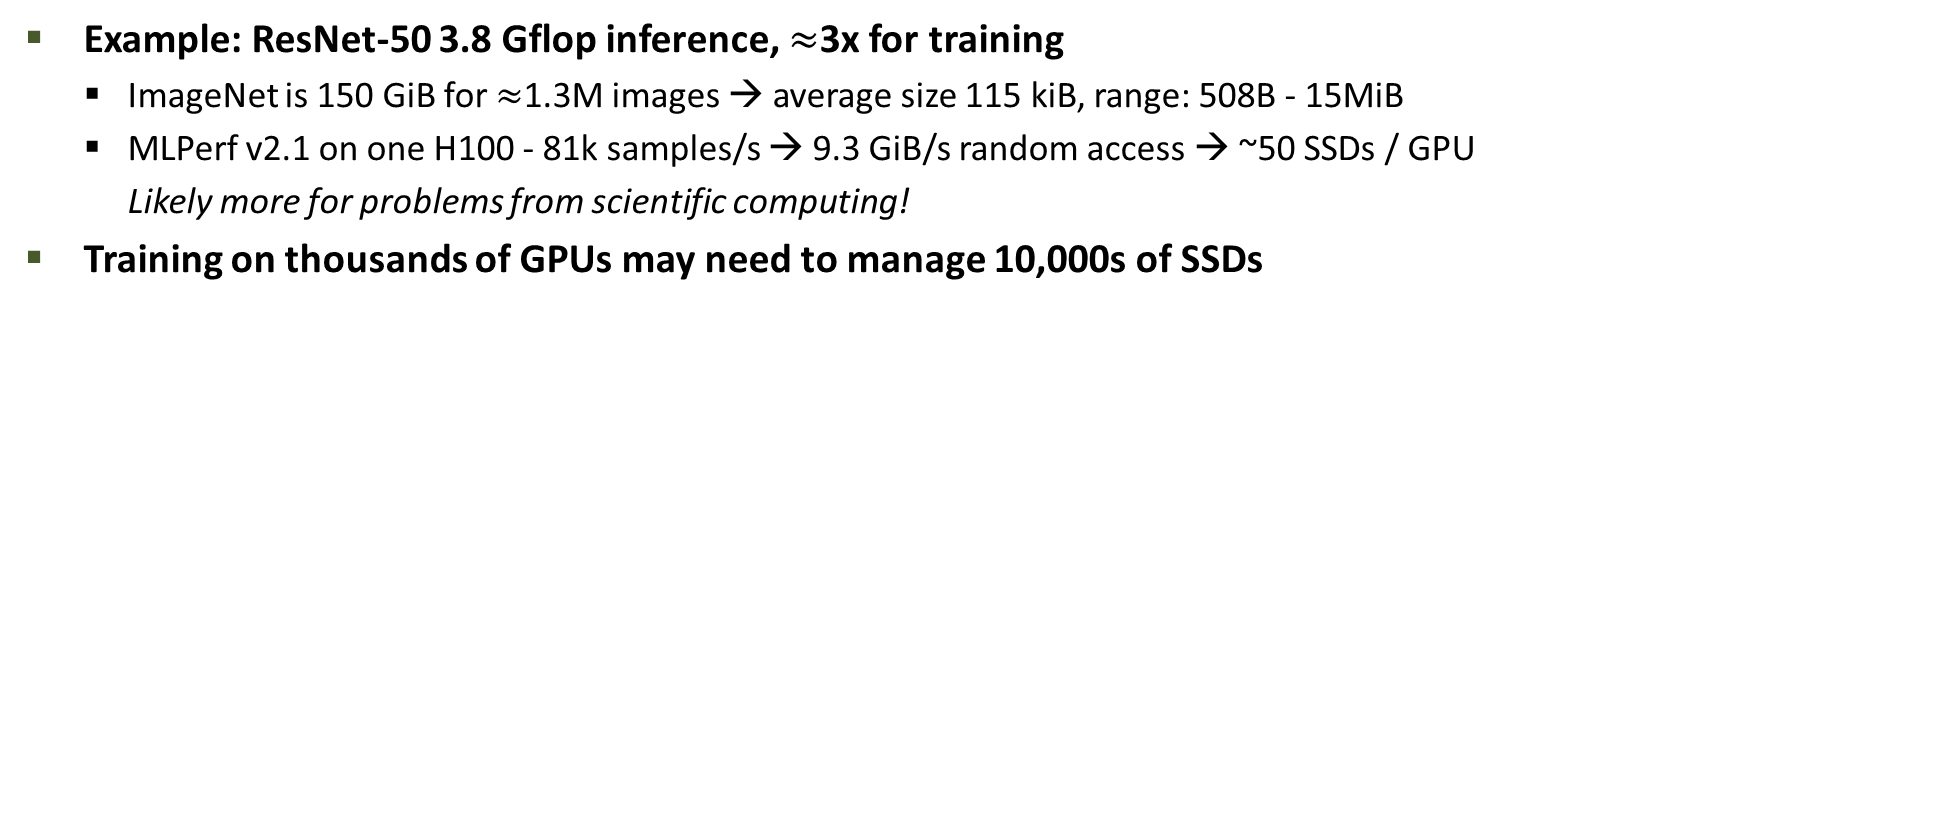 ▪ Example: ResNet-50 3.8 Gflop inference, ≈3x for training
▪ ImageNet is 150 GiB for ≈1.3M images → average size 115 kiB, range: 508B - 15MiB
▪ MLPerf v2.1 on one H100 - 81k samples/s → 9.3 GiB/s random access → ~50 SSDs / GPU
Likely more for problems from scientific computing!
▪ Training on thousands of GPUs may need to manage 10,000s of SSDs